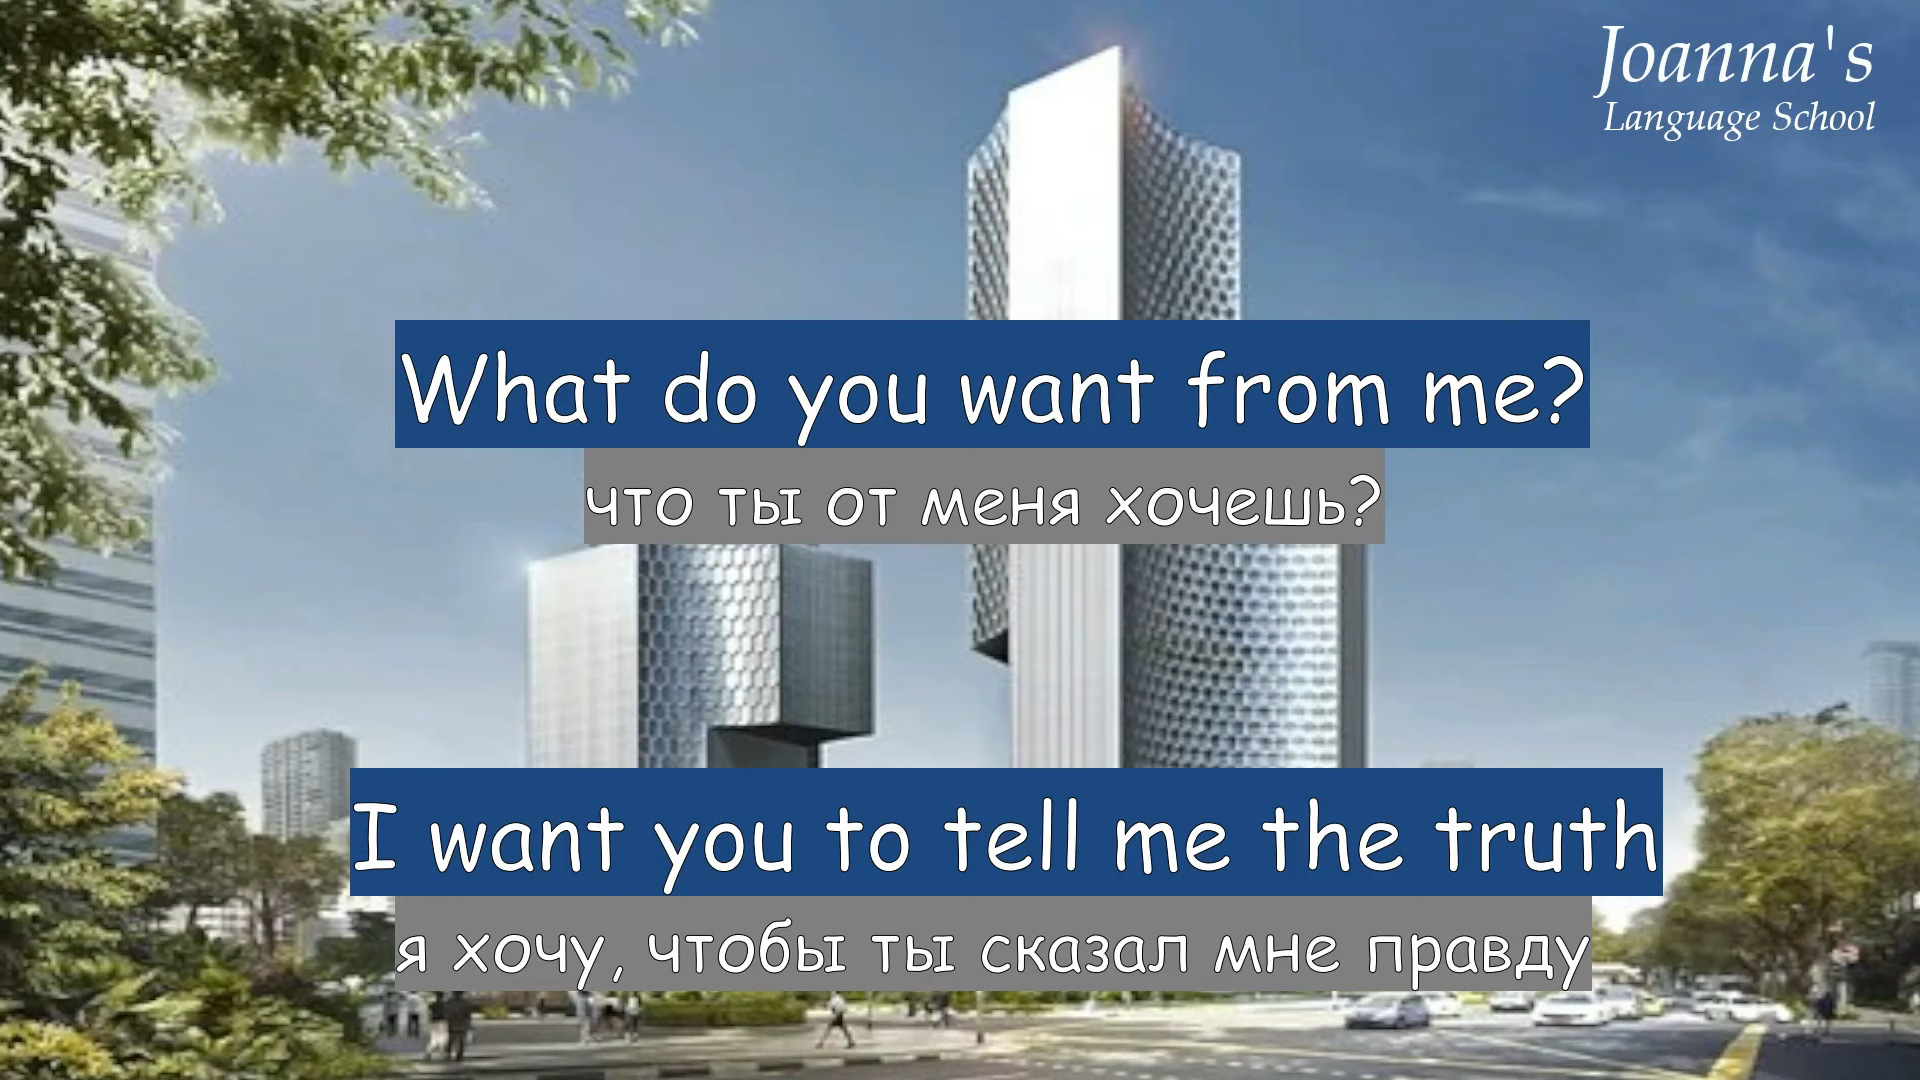 Joanna's
Language School
What do you want from me?
что ты от меня хочешь?
I want you to tell me the truth
я хочу, чтобы ты сказал мне правду